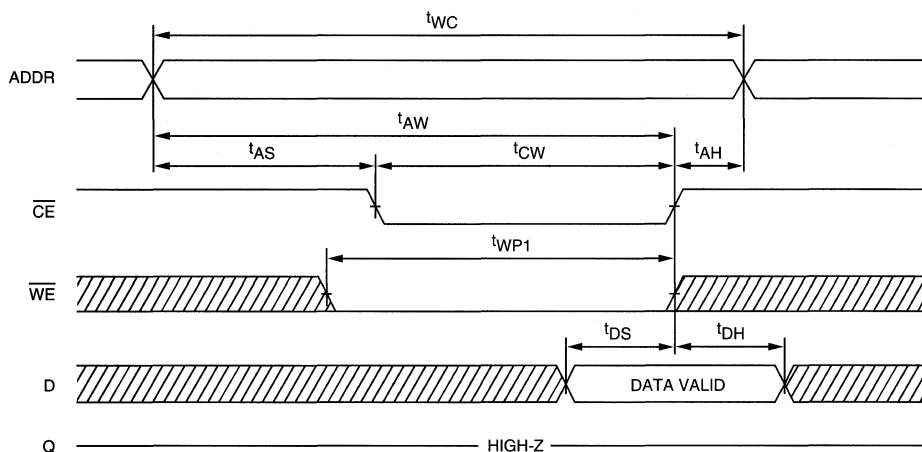 tWC
ADDR
tAW
tAS
tCW
tAH
CE
tWP1
WE
tDS
tDH
D
DATA VALID
Q
HIGH-Z